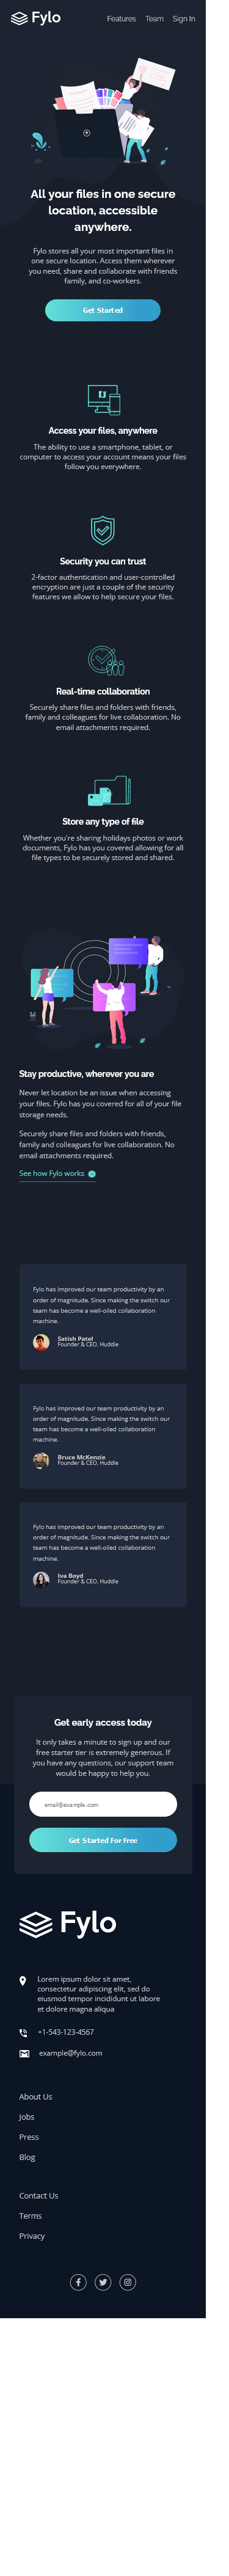 Fylo
Features Team Sign In
All your files in one secure
location, accessible
anywhere.
Fylo stores all your most important files in
one secure location. Access them wherever
you need, share and collaborate with friends
family, and co-workers.
Get Started
Access your files, anywhere
The ability to use a smartphone, tablet, or
computer to access your account means your files
follow you everywhere.
Security you can trust
2-factor authentication and user-controlled
encryption are just a couple of the security
features we allow to help secure your files.
Real-time collaboration
Securely share files and folders with friends,
family and colleagues for live collaboration. No
email attachments required.
Store any type of file
Whether you're sharing holidays photos or work
documents, Fylo has you covered allowing for all
file types to be securely stored and shared.
Stay productive, wherever you are
Never let location be an issue when accessing
your files. Fylo has you covered for all of your file
storage needs.
Securely share files and folders with friends,
family and colleagues for live collaboration. No
email attachments required.
See how Fylo works
Fylo has improved our team productivity by an
order of magnitude. Since making the switch our
team has become a well-oiled collaboration
machine.
Satish Patel
Founder & CEO, Huddle
Fylo has improved our team productivity by an
order of magnitude. Since making the switch our
team has become a well-oiled collaboration
machine.
Bruce McKenzie
Founder & CEO, Huddle
Fylo has improved our team productivity by an
order of magnitude. Since making the switch our
team has become a well-oiled collaboration
machine.
Iva Boyd
Founder & CEO, Huddle
Get early access today
It only takes a minute to sign up and our
free starter tier is extremely generous. If
you have any questions, our support team
would be happy to help you.
email@example.com
Get Started For Free
Fylo
Lorem ipsum dolor sit amet,
consectetur adipiscing elit, sed do
eiusmod tempor incididunt ut labore
et dolore magna aliqua
+1-543-123-4567
example@fylo.com
About Us
Jobs
Press
Blog
Contact Us
Terms
Privacy